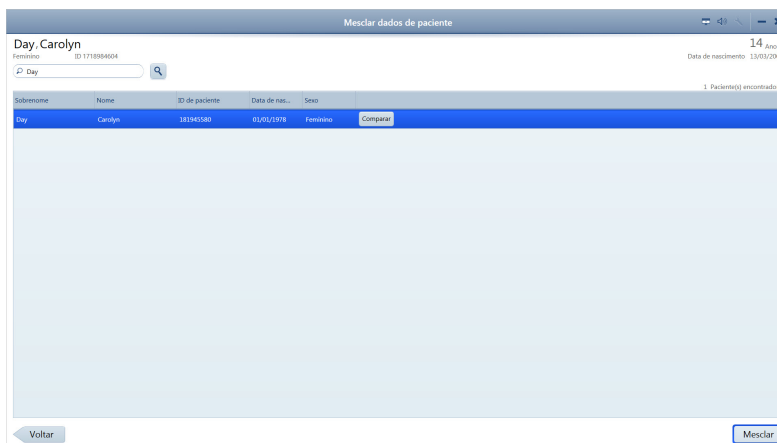 Mesclar dados de paciente
Day, Carolyn
14
Feminino ID 1718984604
Data de nascimento
Day
1 Paciente(s)
Sobrenome Nome ID de paciente Data de nas... Sexo
Day Carolyn 181945580 01/01/1978 Feminino Comparar
Voltar Mesclar